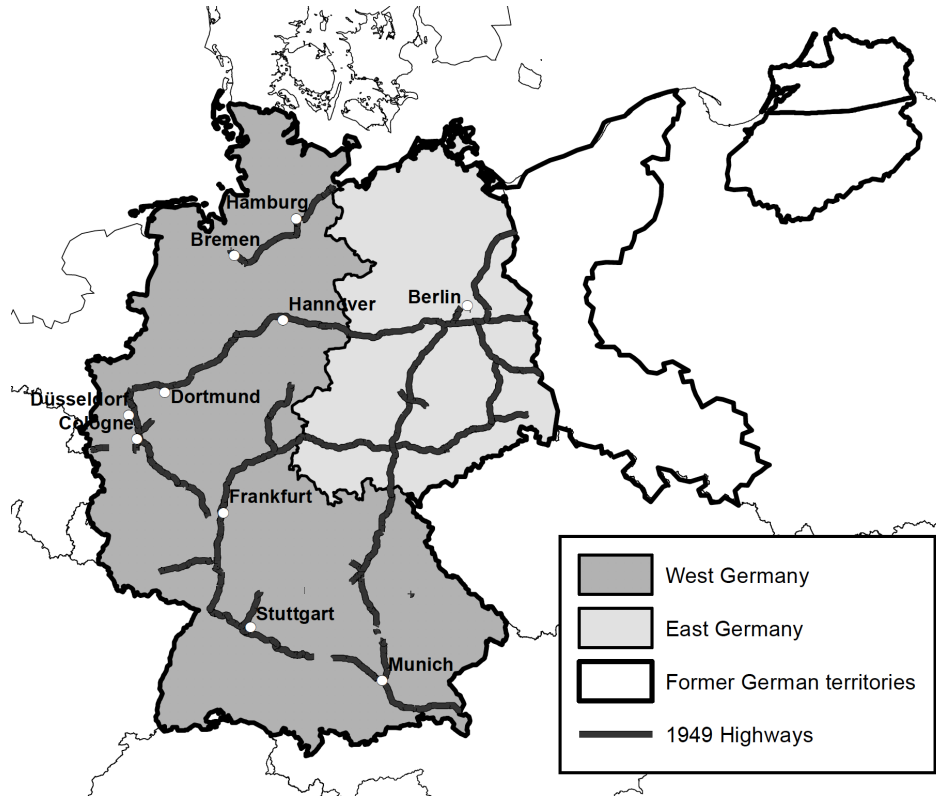 Hamburg
Bremen
Hannover
Berlin
Düsseldorf
Dortmund
Cologne
Frankfurt
Stuttgart
Munich
West Germany
East Germany
Former German territories
1949 Highways